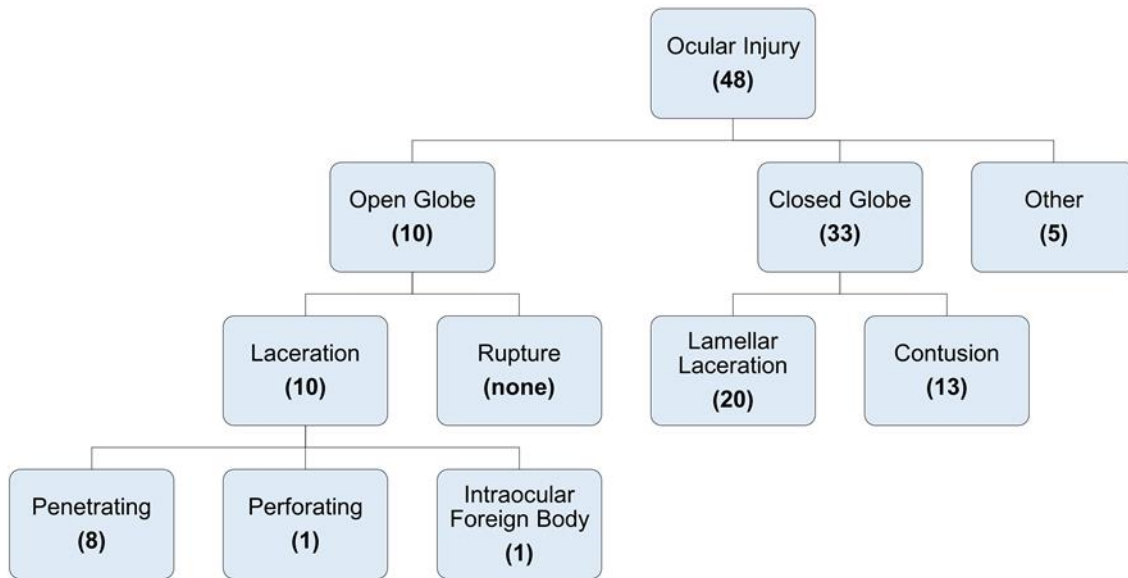 Ocular Injury
(48)
Open Globe
(10)
Closed Globe
(33)
Other
(5)
Laceration
(10)
Rupture
(none)
Lamellar
Laceration
(20)
Contusion
(13)
Penetrating
(8)
Perforating
(1)
Intraocular
Foreign Body
(1)